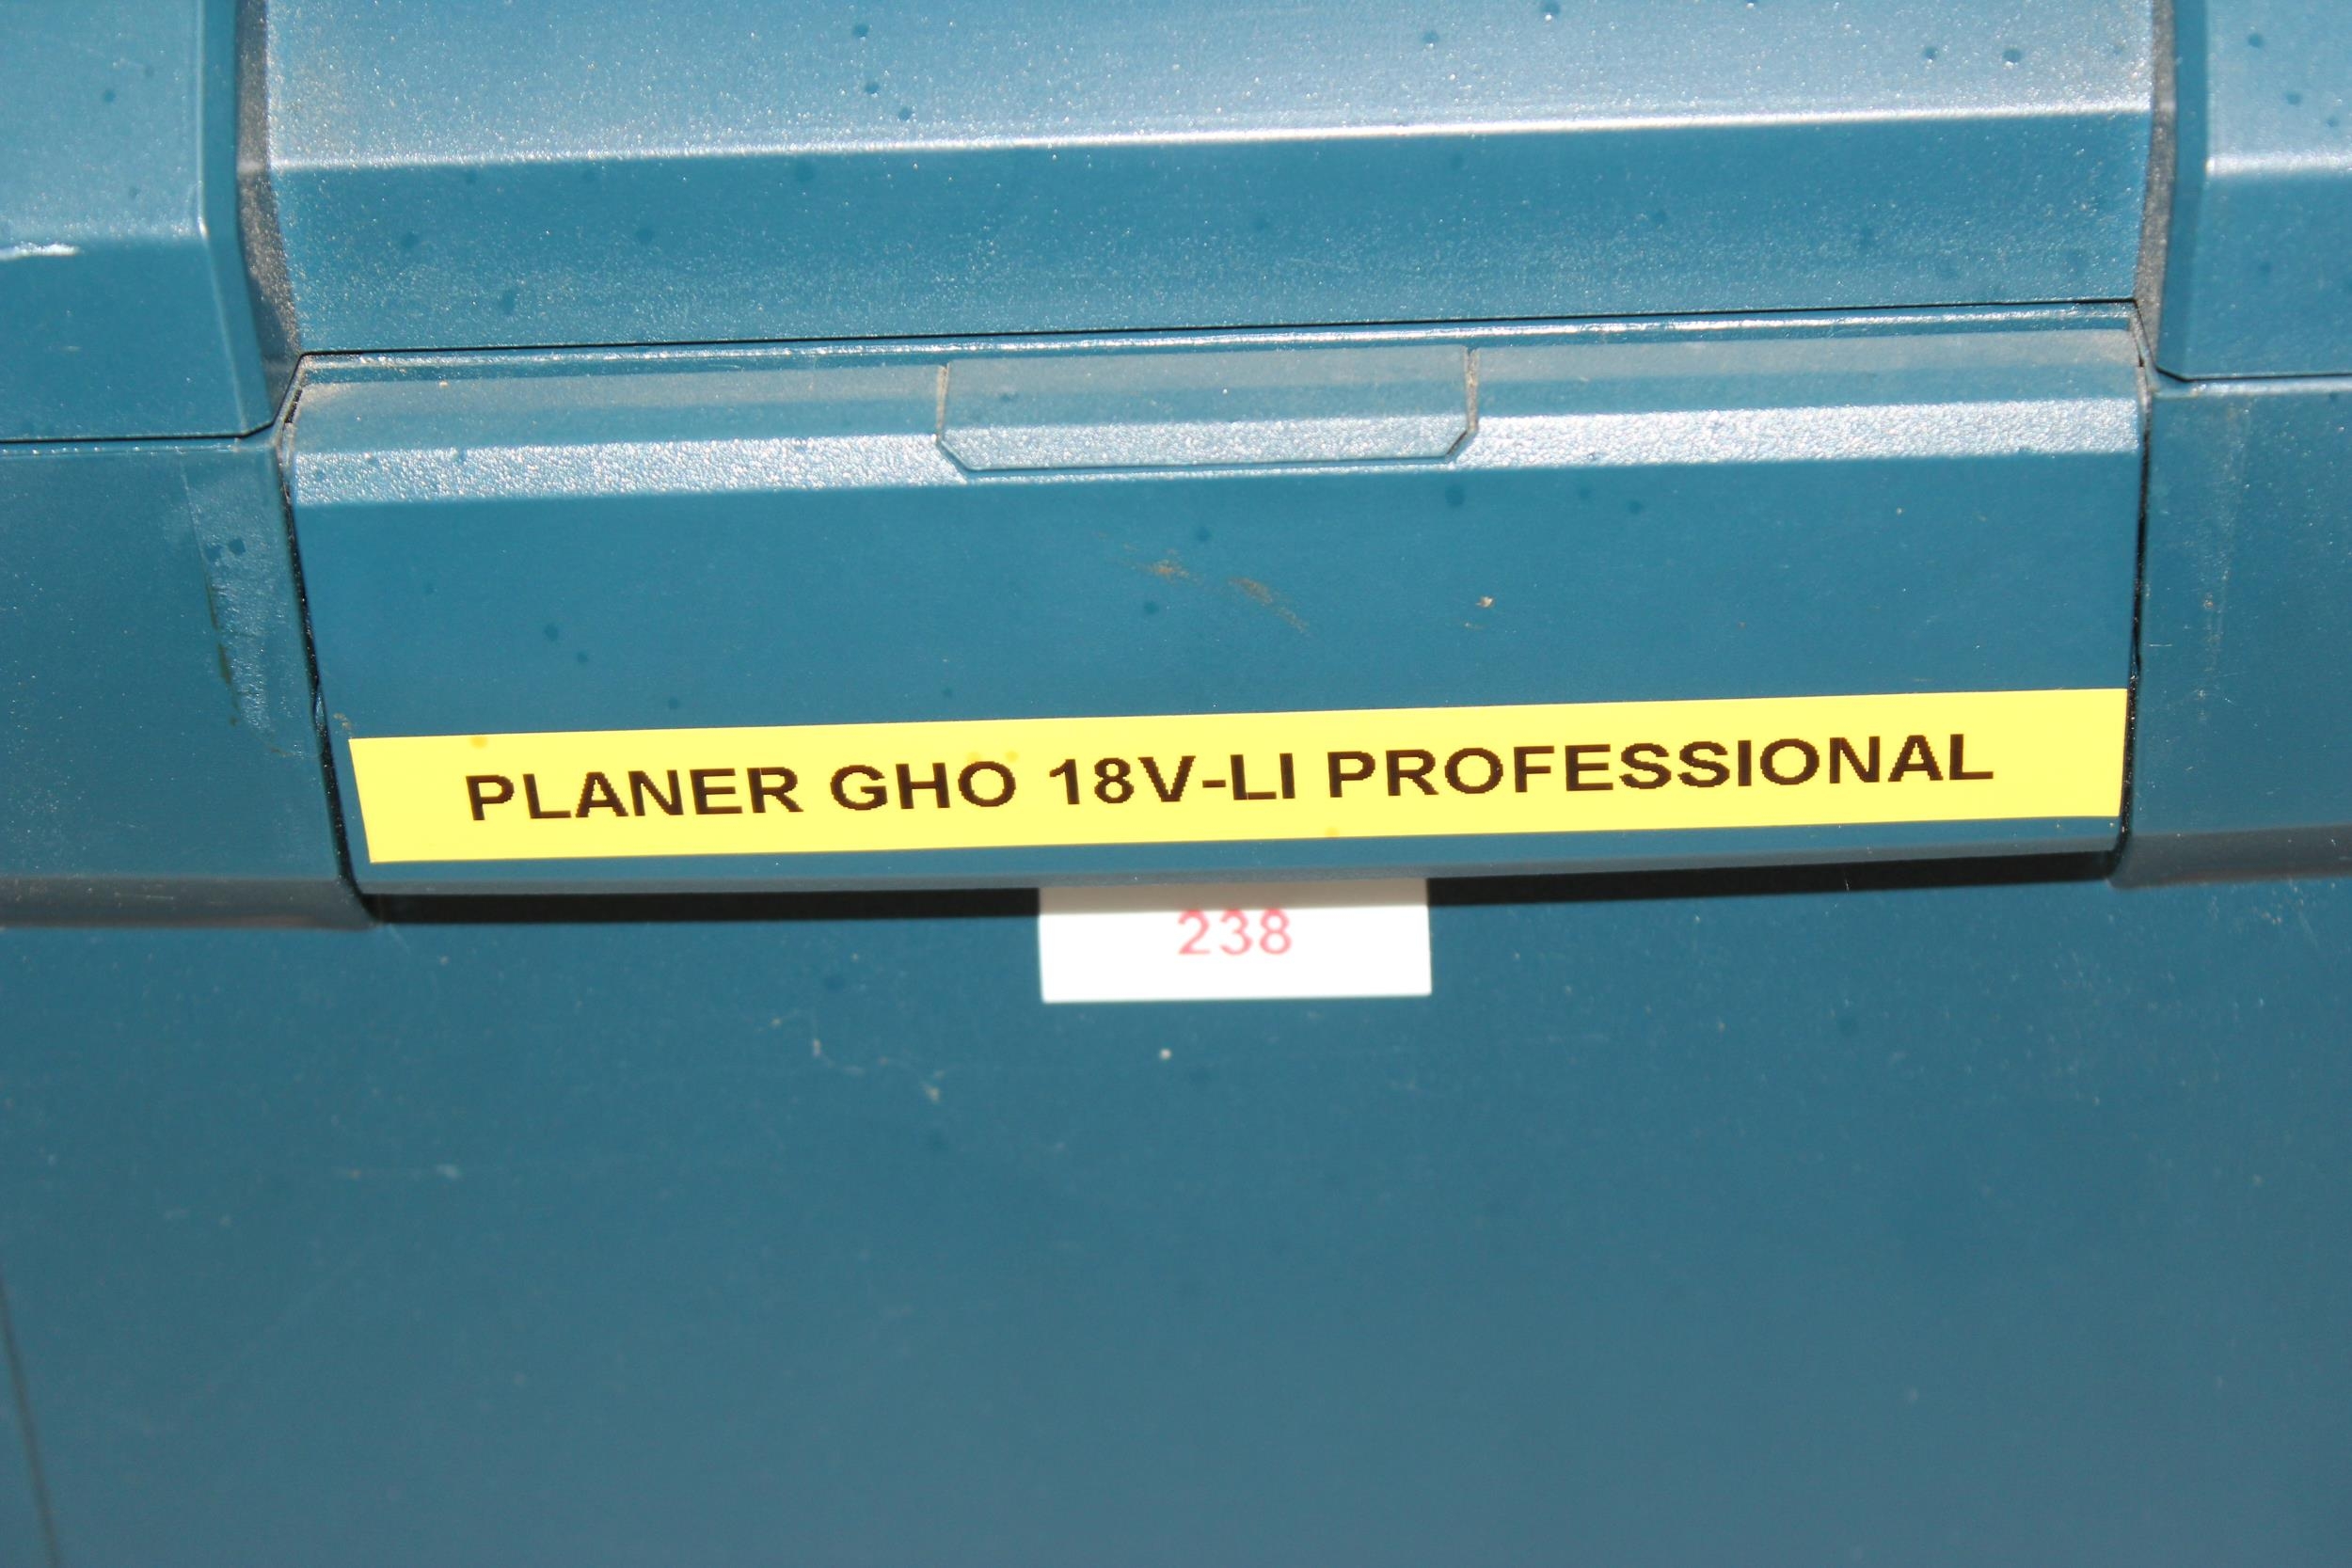 PLANER GHO 18V-LI PROFESSIONAL
238